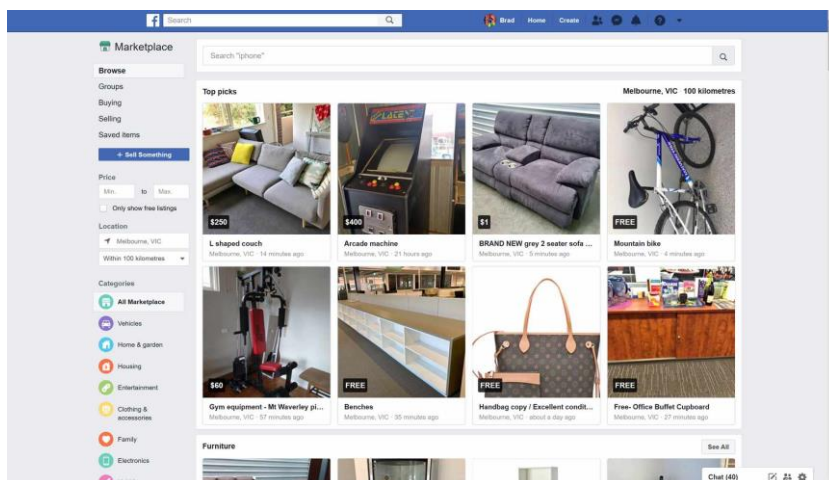 f Search Brad Home Create
Marketplace
Search "Iphone"
Browse
Groups
Buying
Selling
Saved items
+ Sell Something
Price
Min. to Max.
Only show free listings
Location
Melbourne, VIC
Within 100 kilometres
Categories
All Marketplace
Vehicles
Home & garden
Housing
Entertainment
Clothing &
accessories
Family
Electronics
Top picks Melbourne, VIC · 100 kilometres
$250 $400 $1 FREE
L shaped couch Arcade machine BRAND NEW grey 2 seater sofa ... Mountain bike
Melbourne, VIC · 14 minutes ago Melbourne, VIC · 21 hours ago Melbourne, VIC · 5 minutes ago Melbourne, VIC · 4 minutes ago
$60 FREE FREE FREE
Gym equipment - Mt Waverley pi... Benches Handbag copy / Excellent condit... Free- Office Buffet Cupboard
Melbourne, VIC · 57 minutes ago Melbourne, VIC · 35 minutes ago Melbourne, VIC · about a day ago Melbourne, VIC · 27 minutes ago
Furniture See All
Chat (40)